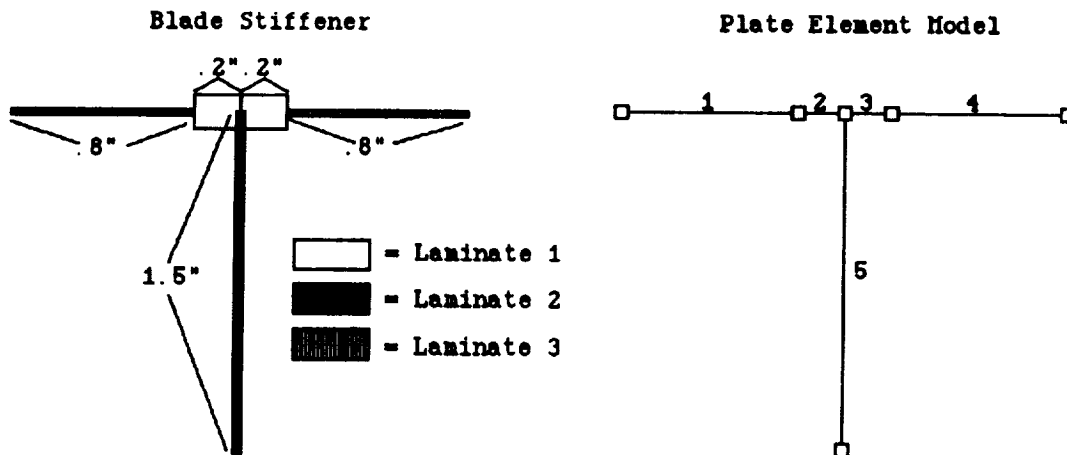 Blade Stiffener
.2" .2"
.8"
.8"
1.5"
= Laminate 1
= Laminate 2
= Laminate 3
Plate Element Model
1 2 3 4
5